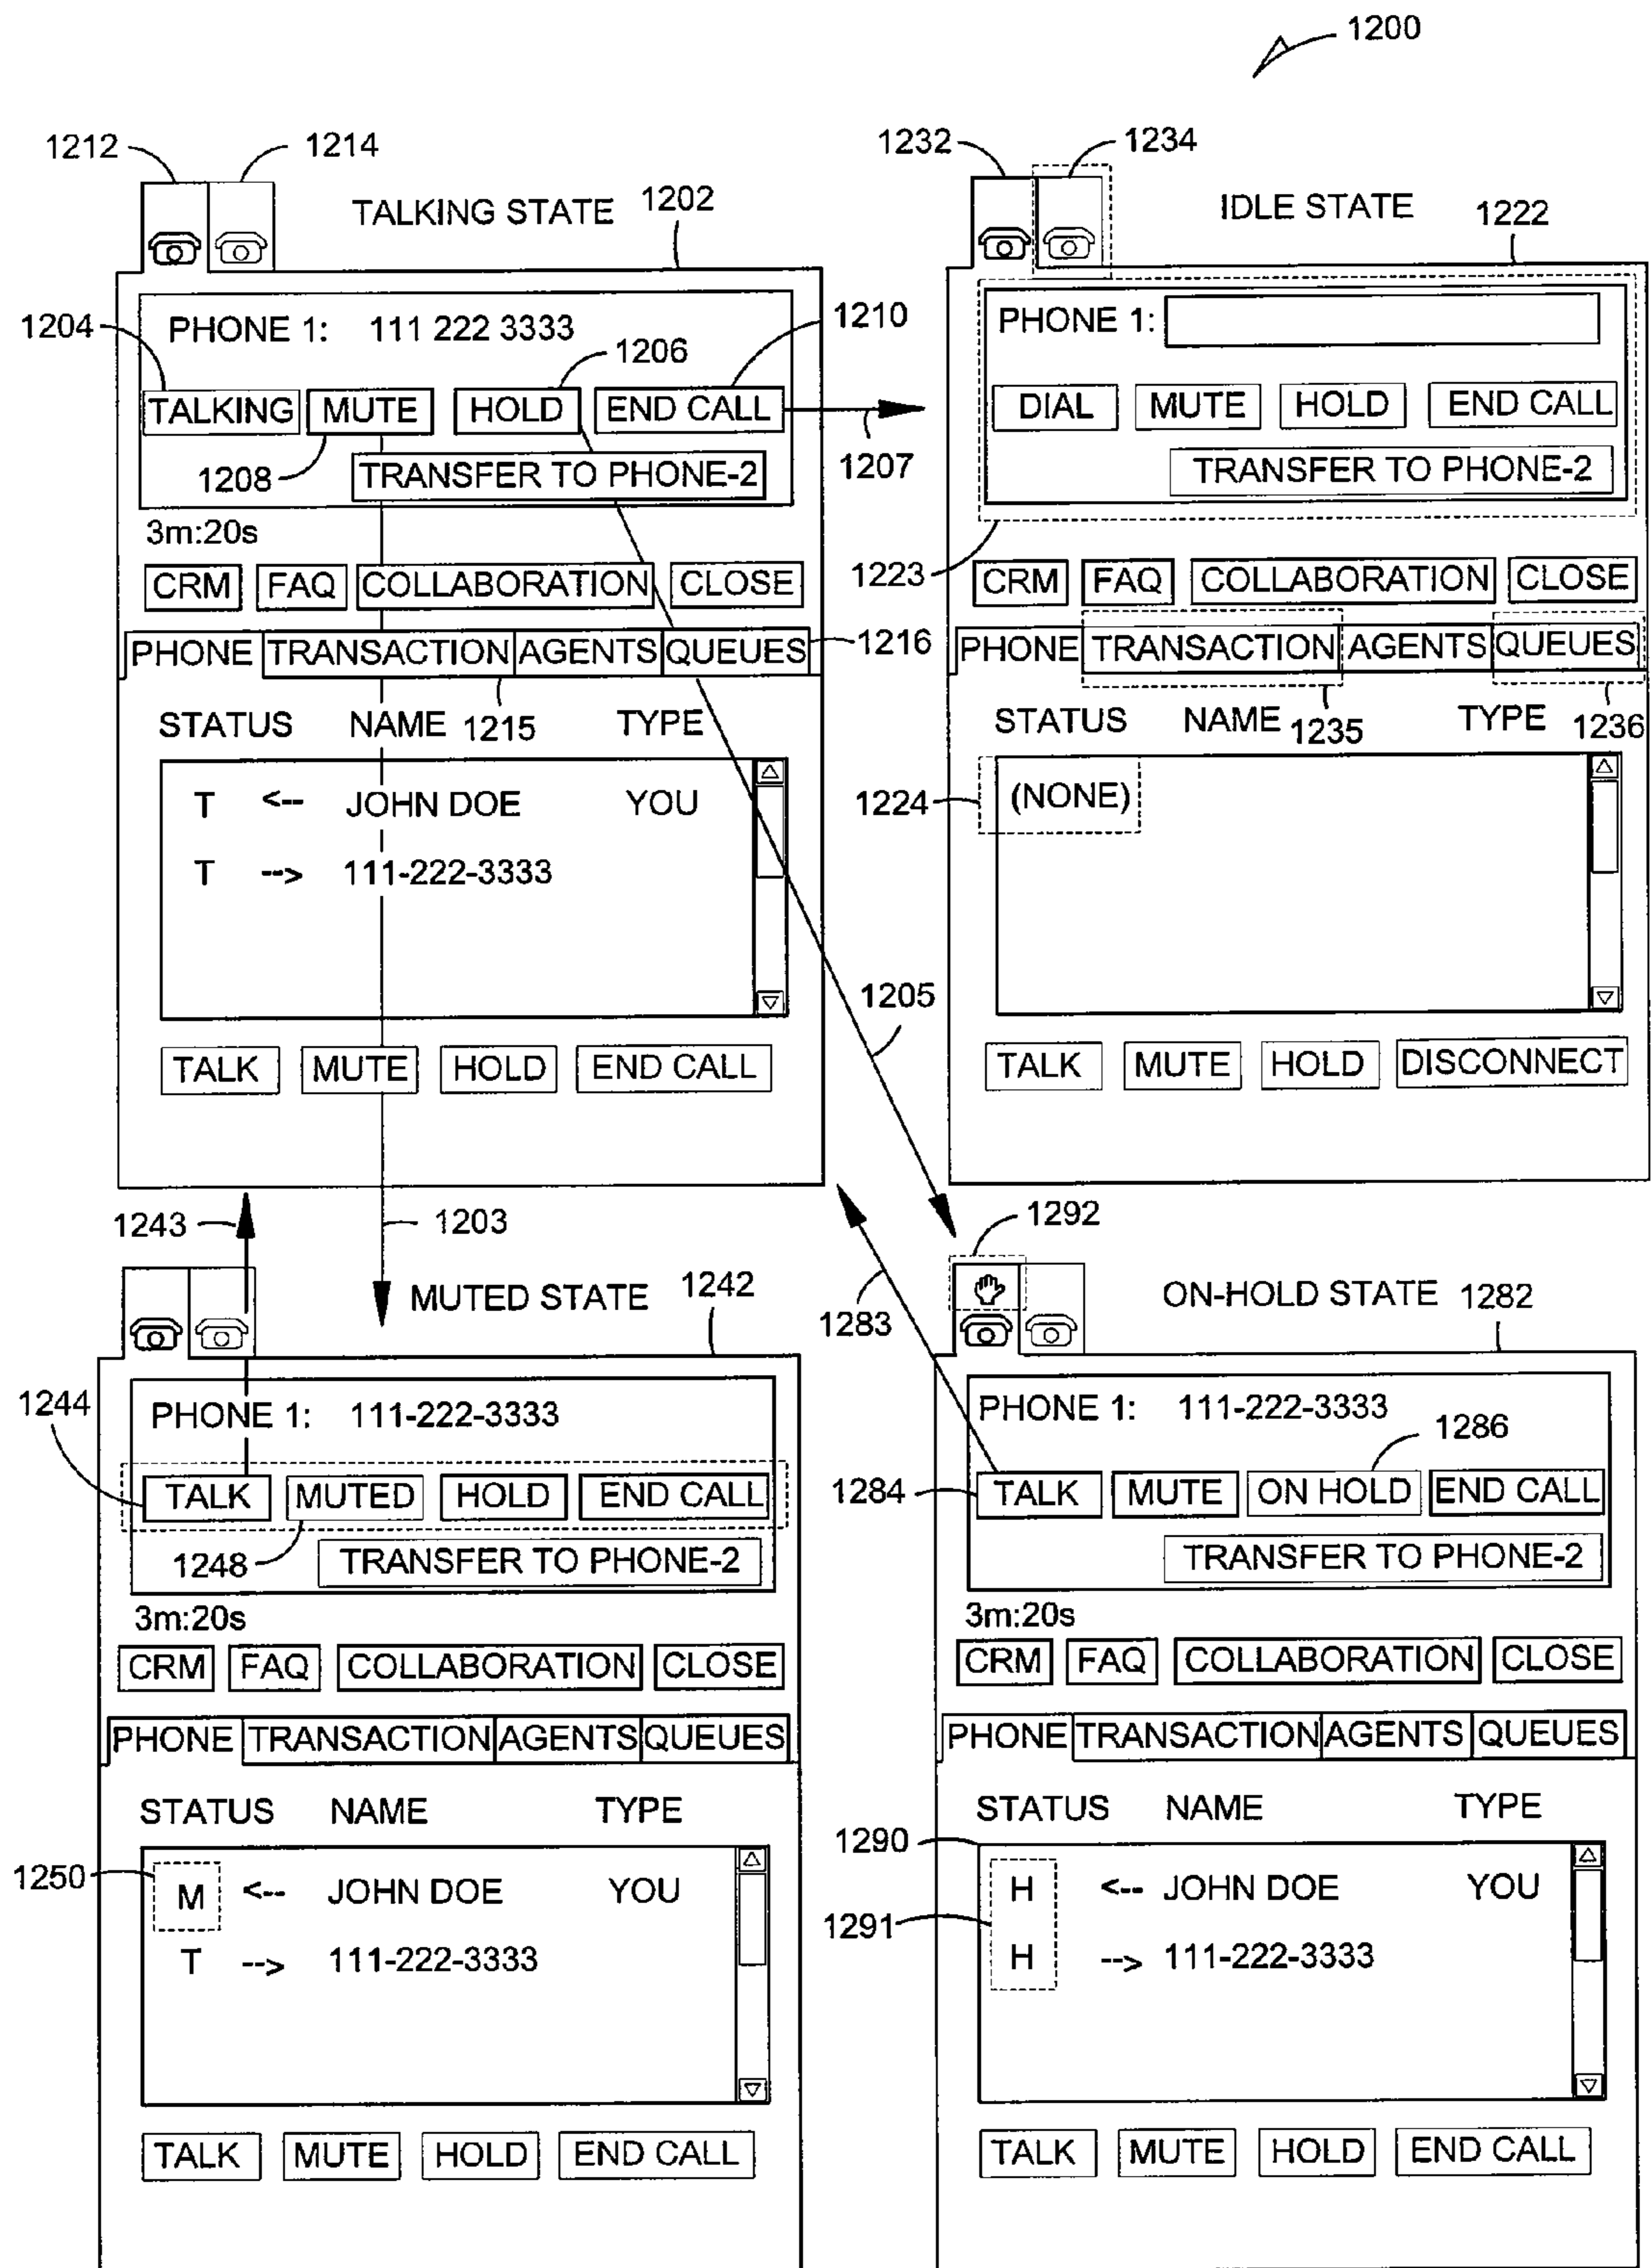 1200
1212
1214
TALKING STATE
1202
1204
PHONE 1: 111 222 3333
1206
1210
TALKING MUTE HOLD END CALL
1207
1208
TRANSFER TO PHONE-2
3m:20s
CRM FAQ COLLABORATION CLOSE
PHONE TRANSACTION AGENTS QUEUES
1216
STATUS NAME 1215 TYPE
T <-- JOHN DOE YOU
T --> 111-222-3333
TALK MUTE HOLD END CALL
1205
1232
1234
IDLE STATE
1222
PHONE 1:
DIAL MUTE HOLD END CALL
TRANSFER TO PHONE-2
1223
CRM FAQ COLLABORATION CLOSE
PHONE TRANSACTION AGENTS QUEUES
STATUS NAME 1235 TYPE 1236
1224
(NONE)
TALK MUTE HOLD DISCONNECT
1243
1203
MUTED STATE
1242
1244
PHONE 1: 111-222-3333
TALK MUTED HOLD END CALL
1248
TRANSFER TO PHONE-2
3m:20s
CRM FAQ COLLABORATION CLOSE
PHONE TRANSACTION AGENTS QUEUES
STATUS NAME TYPE
1250
M <-- JOHN DOE YOU
T --> 111-222-3333
TALK MUTE HOLD END CALL
1292
1283
ON-HOLD STATE
1282
PHONE 1: 111-222-3333
1286
1284
TALK MUTE ON HOLD END CALL
TRANSFER TO PHONE-2
3m:20s
CRM FAQ COLLABORATION CLOSE
PHONE TRANSACTION AGENTS QUEUES
STATUS NAME TYPE
1290
H <-- JOHN DOE YOU
1291
H --> 111-222-3333
TALK MUTE HOLD END CALL